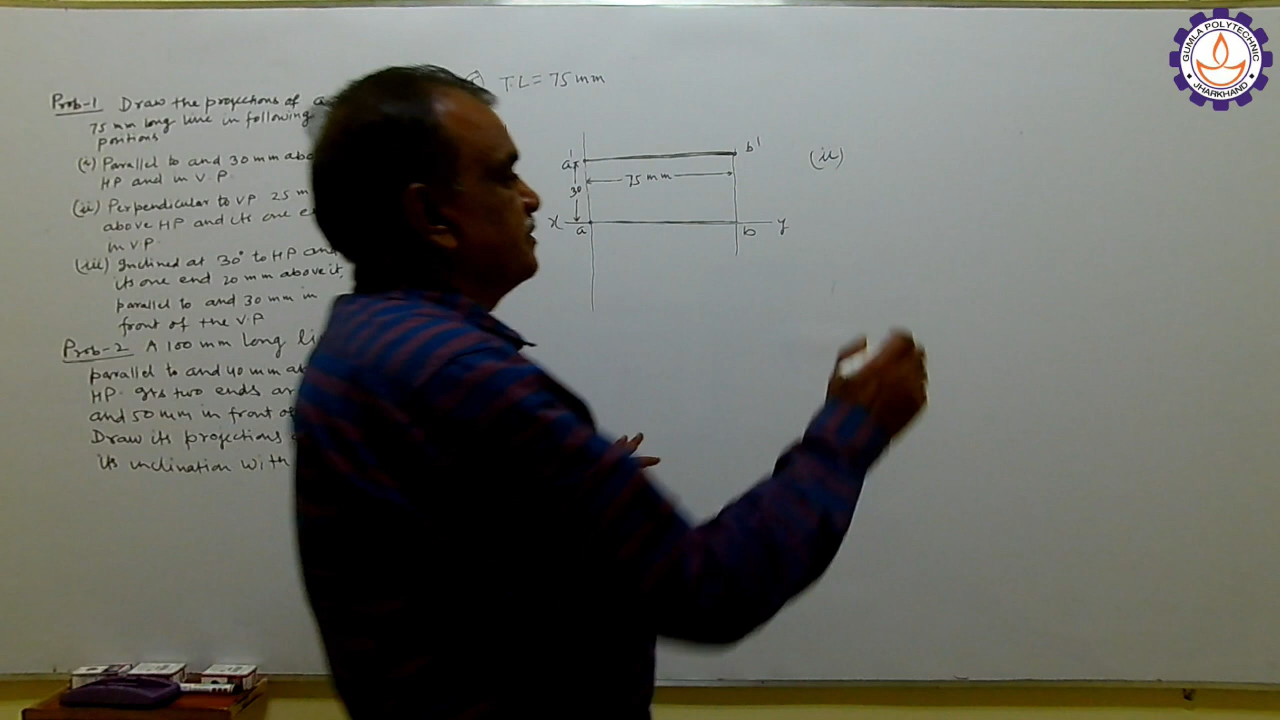 Prob-1 Draw the projections of a
75 mm long line in following
positions
(i) Parallel to and 30 mm abo
HP and in V.P.
(ii) Perpendicular to VP 25 m
above HP and its one e
in VP.
(iii) Inclined at 30° to HP and
its one end 20 mm above it,
parallel to and 30 mm in
front of the V.P
Prob-2 A 100 mm long li
parallel to and 40 mm ab
HP. Its two ends ar
and 50 mm in front of
Draw its projections
its inclination with
T.L = 75 mm
a' b'
75 mm
30
X a b y
(ii)
GUMLA POLYTECHNIC
JHARKHAND